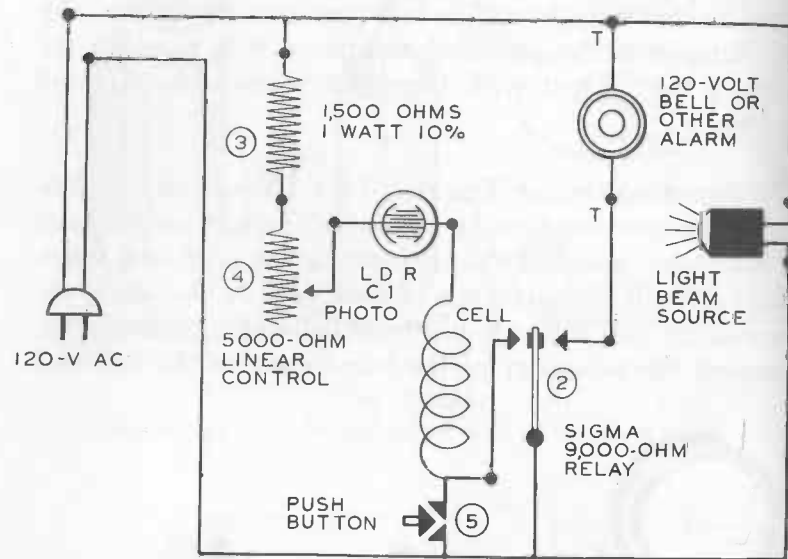 T
120-VOLT
BELL OR
OTHER
ALARM
1,500 OHMS
1 WATT 10%
3
T
4
LDR
C1
PHOTO
CELL
LIGHT
BEAM
SOURCE
120-V AC
5000-OHM
LINEAR
CONTROL
2
SIGMA
9,000-OHM
RELAY
PUSH
BUTTON
5